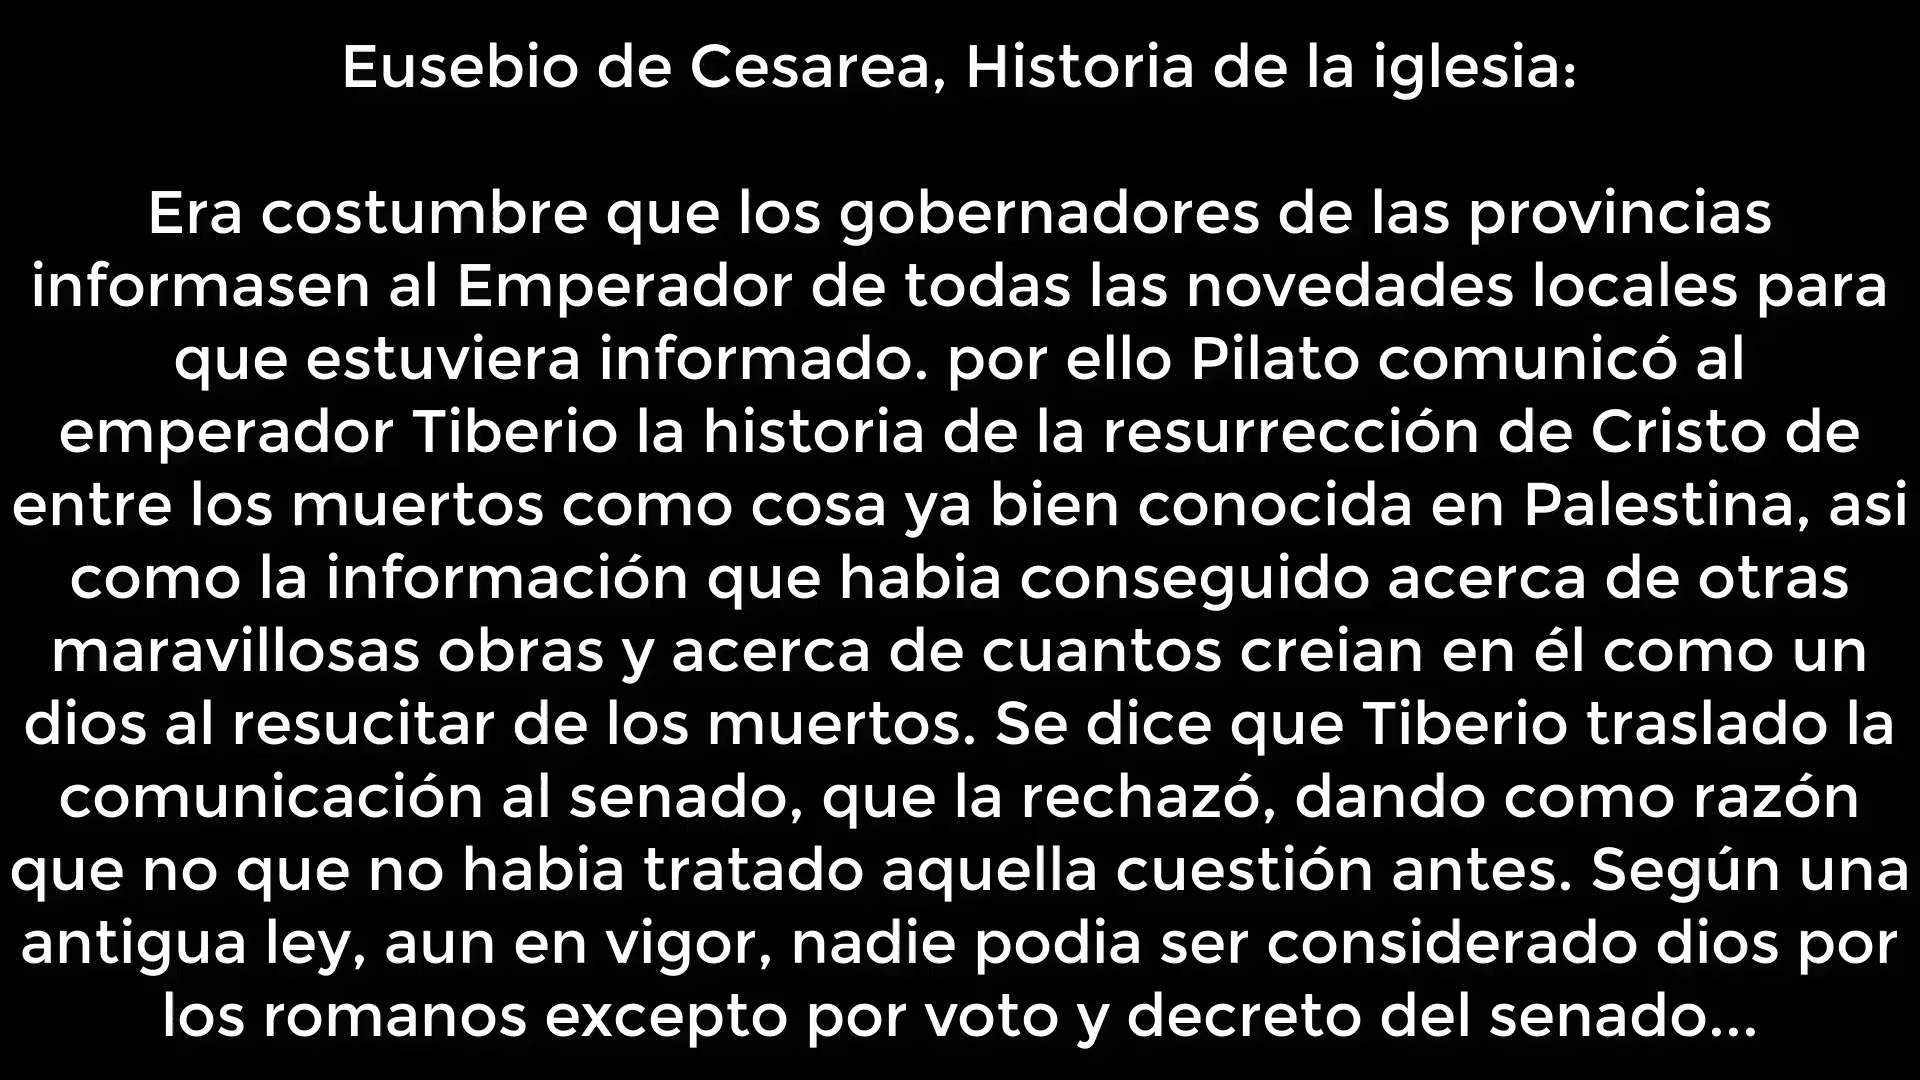 Eusebio de Cesarea, Historia de la iglesia:
Era costumbre que los gobernadores de las provincias
informasen al Emperador de todas las novedades locales para
que estuviera informado. por ello Pilato comunicó al
emperador Tiberio la historia de la resurrección de Cristo de
entre los muertos como cosa ya bien conocida en Palestina, asi
como la información que habia conseguido acerca de otras
maravillosas obras y acerca de cuantos creian en él como un
dios al resucitar de los muertos. Se dice que Tiberio traslado la
comunicación al senado, que la rechazó, dando como razón
que no que no habia tratado aquella cuestión antes. Según una
antigua ley, aun en vigor, nadie podia ser considerado dios por
los romanos excepto por voto y decreto del senado...